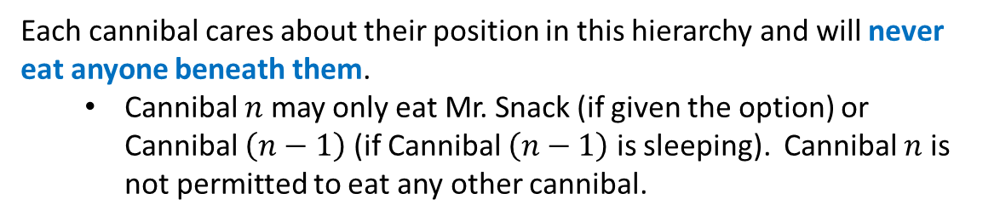 Each cannibal cares about their position in this hierarchy and will never
eat anyone beneath them.
• Cannibal n may only eat Mr. Snack (if given the option) or
Cannibal (n − 1) (if Cannibal (n − 1) is sleeping). Cannibal n is
not permitted to eat any other cannibal.